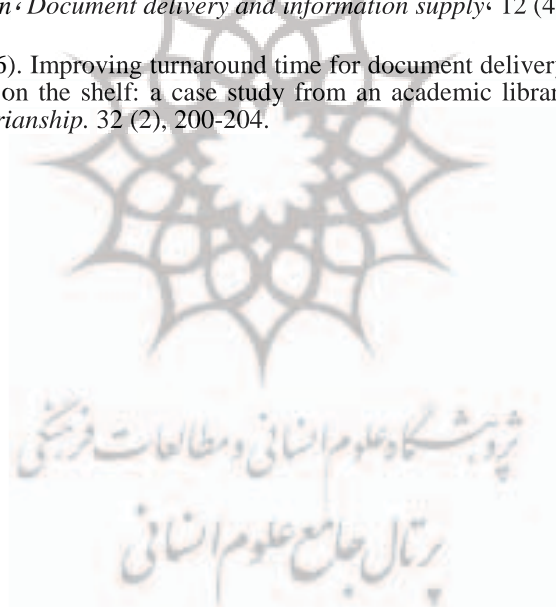 n، Document delivery and information supply، 12 (4
6). Improving turnaround time for document delivery
on the shelf: a case study from an academic librar
rianship. 32 (2), 200-204.
پژوهشگاه علوم انسانی و مطالعات فرهنگی
پرتال جامع علوم انسانی